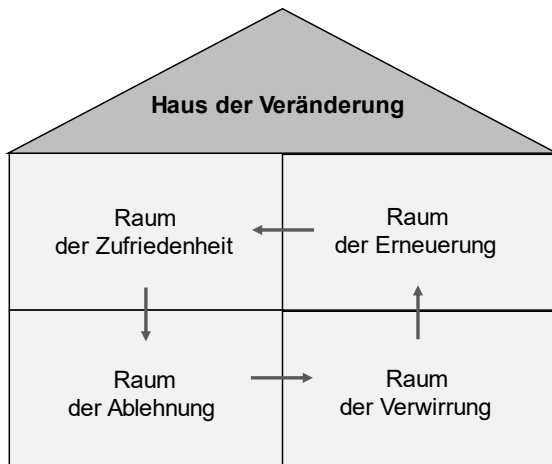 Haus der Veränderung
Raum
der Zufriedenheit
Raum
der Erneuerung
Raum
der Ablehnung
Raum
der Verwirrung